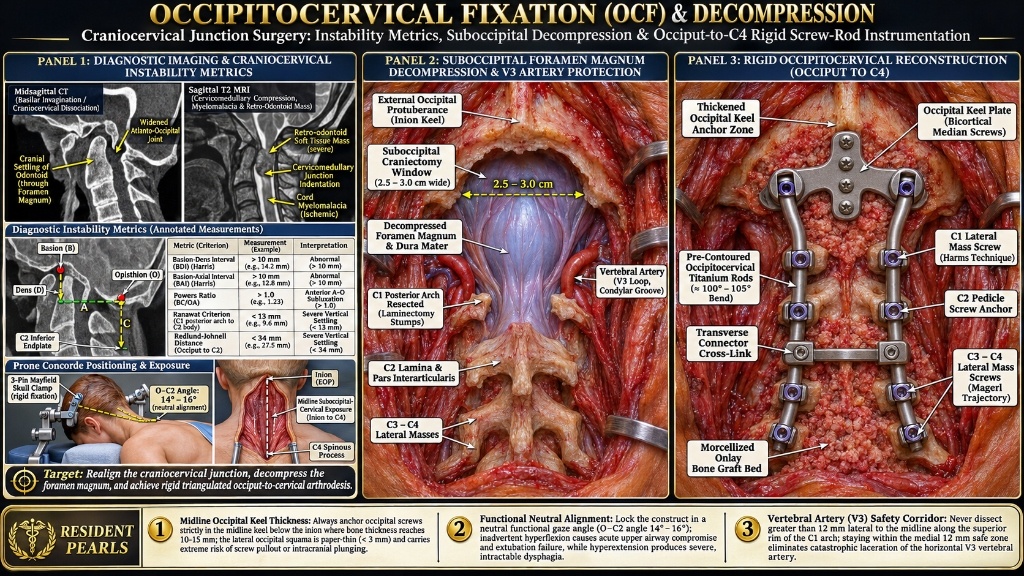 OCCIPITOCERVICAL FIXATION (OCF) & DECOMPRESSION
Craniocervical Junction Surgery: Instability Metrics, Suboccipital Decompression & Occiput-to-C4 Rigid Screw-Rod Instrumentation
PANEL 1: DIAGNOSTIC IMAGING & CRANIOCERVICAL
INSTABILITY METRICS
Midsagittal CT
(Basilar Invagination /
Craniocervical Dissociation)
Widened
Atlanto-Occipital
Joint
Cranial
Settling of
Odontoid
(through
Foramen
Magnum)
Sagittal T2 MRI
(Cervicomedullary Compression,
Myelomalacia & Retro-Odontoid Mass)
Retro-odontoid
Soft Tissue Mass
(severe)
Cervicomedullary
Junction
Indentation
Cord
Myelomalacia
(Ischemic)
Diagnostic Instability Metrics (Annotated Measurements)
Basion (B)
Opisthion (O)
Dens (D)
A
C
C2 Inferior
Endplate
Metric (Criterion)
Measurement
(Example)
Interpretation
Basion-Dens Interval
(BDI) (Harris)
> 10 mm
(e.g., 14.2 mm)
Abnormal
(> 10 mm)
Basion-Axial Interval
(BAI) (Harris)
> 10 mm
(e.g., 12.8 mm)
Abnormal
(> 10 mm)
Powers Ratio
(BC/OA)
> 1.0
(e.g., 1.23)
Anterior A-O
Subluxation
(> 1.0)
Ranawat Criterion
(C1 posterior arch to
C2 body)
< 13 mm
(e.g., 9.6 mm)
Severe Vertical
Settling
(< 13 mm)
Redlund-Johnell
Distance
(Occiput to C2)
< 34 mm
(e.g., 27.5 mm)
Severe Vertical
Settling
(< 34 mm)
Prone Concorde Positioning & Exposure
3-Pin Mayfield
Skull Clamp
(rigid fixation)
O–C2 Angle:
14° – 16°
(neutral alignment)
Inion
(EOP)
Midline Suboccipital-
Cervical Exposure
(Inion to C4)
C4 Spinous
Process
Target: Realign the craniocervical junction, decompress the
foramen magnum, and achieve rigid triangulated occiput-to-cervical arthrodesis.
PANEL 2: SUBOCCIPITAL FORAMEN MAGNUM
DECOMPRESSION & V3 ARTERY PROTECTION
External Occipital
Protuberance
(Inion Keel)
Suboccipital
Craniectomy
Window
(2.5 – 3.0 cm wide)
2.5 – 3.0 cm
Decompressed
Foramen Magnum
& Dura Mater
Vertebral Artery
(V3 Loop,
Condylar Groove)
C1 Posterior Arch
Resected
(Laminectomy
Stumps)
C2 Lamina &
Pars Interarticularis
C3 – C4
Lateral Masses
PANEL 3: RIGID OCCIPITOCERVICAL RECONSTRUCTION
(OCCIPUT TO C4)
Thickened
Occipital Keel
Anchor Zone
Occipital Keel Plate
(Bicortical
Median Screws)
C1 Lateral
Mass Screw
(Harms Technique)
Pre-Contoured
Occipitocervical
Titanium Rods
(≈ 100° – 105°
Bend)
C2 Pedicle
Screw Anchor
Transverse
Connector
Cross-Link
C3 – C4
Lateral Mass
Screws
(Magerl
Trajectory)
Morcellized
Onlay
Bone Graft Bed
RESIDENT
PEARLS
1
Midline Occipital Keel Thickness: Always anchor occipital screws
strictly in the midline keel below the inion where bone thickness reaches
10–15 mm; the lateral occipital squama is paper-thin (< 3 mm) and carries
extreme risk of screw pullout or intracranial plunging.
2
Functional Neutral Alignment: Lock the construct in a
neutral functional gaze angle (O–C2 angle 14° – 16°);
inadvertent hyperflexion causes acute upper airway compromise
and extubation failure, while hyperextension produces severe,
intractable dysphagia.
3
Vertebral Artery (V3) Safety Corridor: Never dissect
greater than 12 mm lateral to the midline along the superior
rim of the C1 arch; staying within the medial 12 mm safe zone
eliminates catastrophic laceration of the horizontal V3 vertebral
artery.